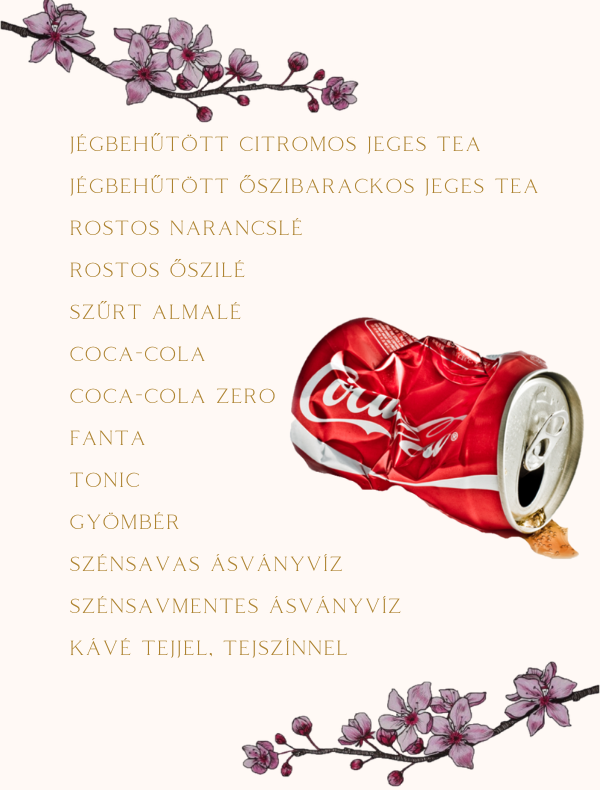 JÉGBEHŰTÖTT CITROMOS JEGES TEA
JÉGBEHŰTÖTT ŐSZIBARACKOS JEGES TEA
ROSTOS NARANCSLÉ
ROSTOS ŐSZILÉ
SZŰRT ALMALÉ
COCA-COLA
COCA-COLA ZERO
FANTA
TONIC
GYÖMBÉR
SZÉNSAVAS ÁSVÁNYVÍZ
SZÉNSAVMENTES ÁSVÁNYVÍZ
KÁVÉ TEJJEL, TEJSZÍNNEL
Coca-Cola®